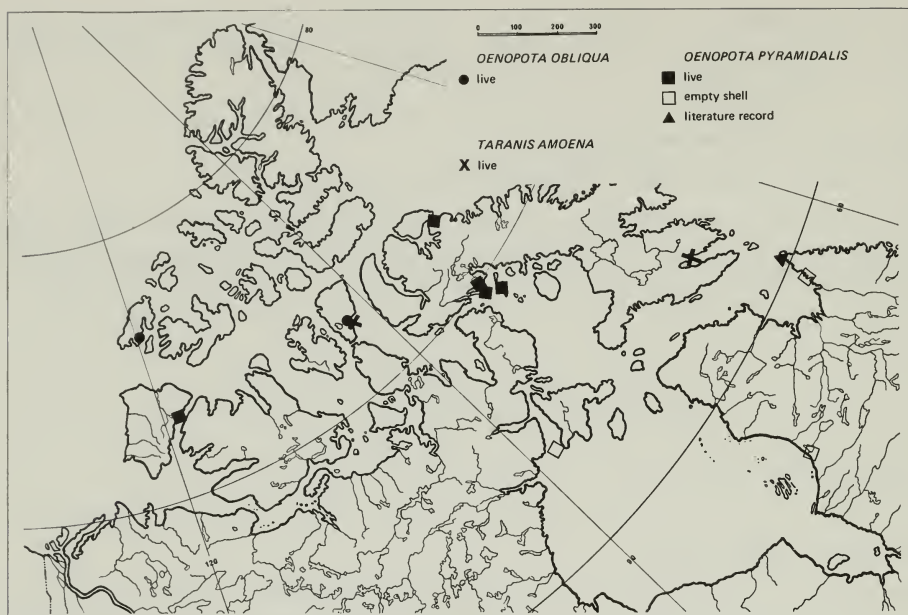 80
0 100 200 300
OENOPOTA OBLIQUA
live
OENOPOTA PYRAMIDALIS
live
empty shell
literature record
TARANIS AMOENA
X live
60
120